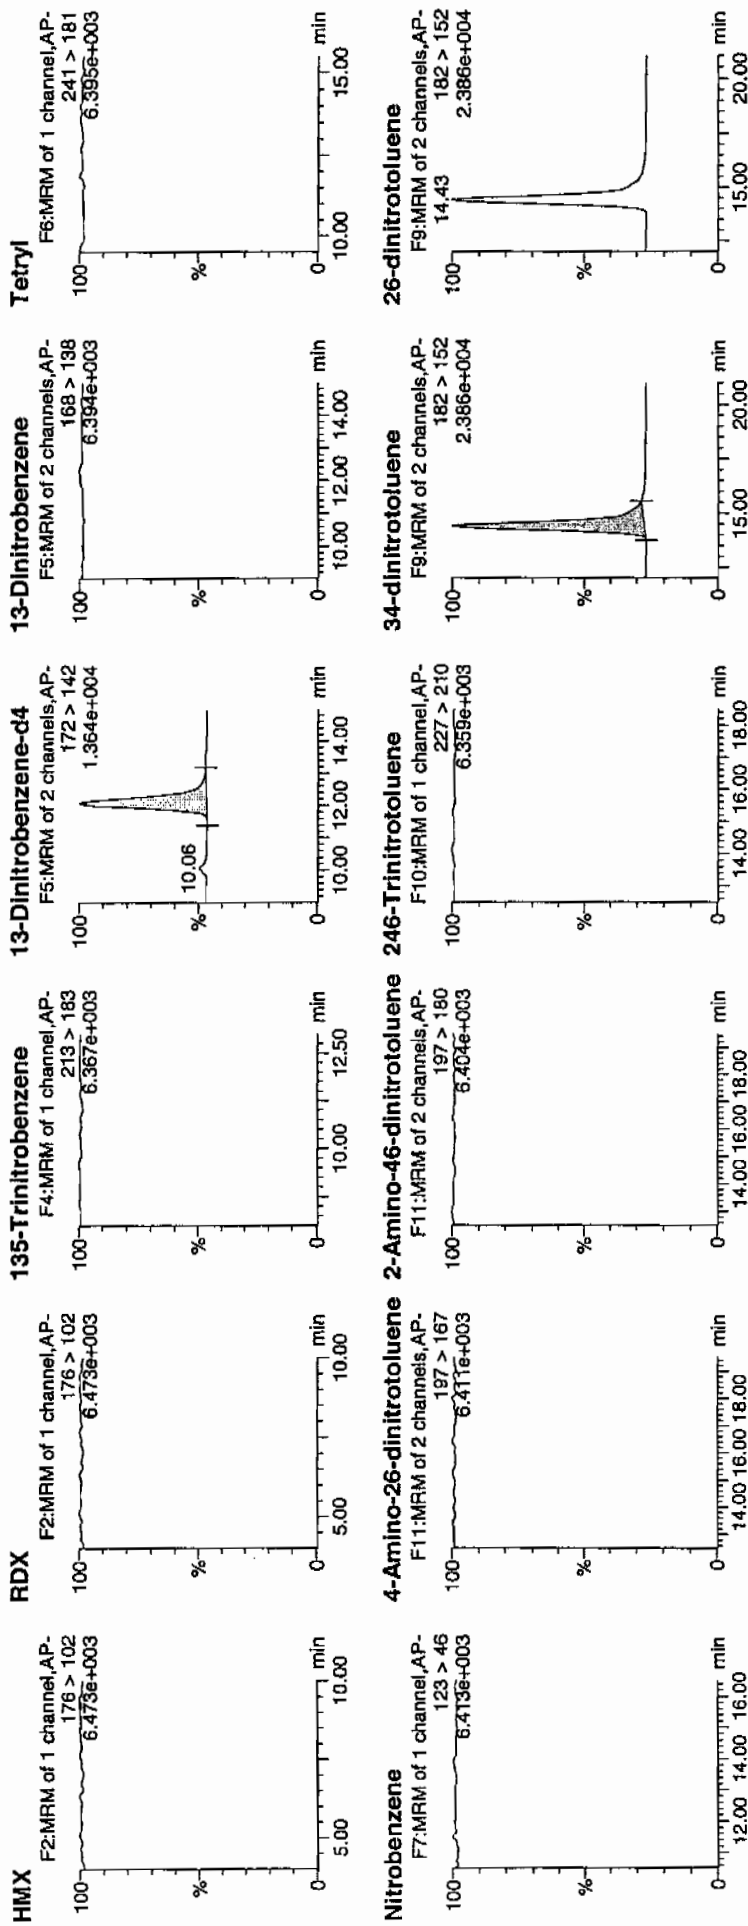 HMX
F2:MRM of 1 channel,AP-
176 > 102
6.473e+003
100
%
0
5.00 10.00
min
RDX
F2:MRM of 1 channel,AP-
176 > 102
6.473e+003
100
%
0
5.00 10.00
min
135-Trinitrobenzene
F4:MRM of 1 channel,AP-
213 > 183
6.367e+003
100
%
0
10.00 12.50
min
13-Dinitrobenzene-d4
F5:MRM of 2 channels,AP-
172 > 142
1.364e+004
100
%
10.06
0
10.00 12.00 14.00
min
13-Dinitrobenzene
F5:MRM of 2 channels,AP-
168 > 138
6.394e+003
100
%
0
10.00 12.00 14.00
min
Tetryl
F6:MRM of 1 channel,AP-
241 > 181
6.395e+003
100
%
0
10.00 15.00
min
Nitrobenzene
F7:MRM of 1 channel,AP-
123 > 46
6.413e+003
100
%
0
12.00 14.00 16.00
min
4-Amino-26-dinitrotoluene
F11:MRM of 2 channels,AP-
197 > 167
6.411e+003
100
%
0
14.00 16.00 18.00
min
2-Amino-46-dinitrotoluene
F11:MRM of 2 channels,AP-
197 > 180
6.404e+003
100
%
0
14.00 16.00 18.00
min
246-Trinitrotoluene
F10:MRM of 1 channel,AP-
227 > 210
6.359e+003
100
%
0
14.00 16.00 18.00
min
34-dinitrotoluene
F9:MRM of 2 channels,AP-
182 > 152
2.386e+004
100
%
0
15.00 20.00
min
26-dinitrotoluene
F9:MRM of 2 channels,AP-
182 > 152
2.386e+004
14.43
100
%
0
15.00 20.00
min